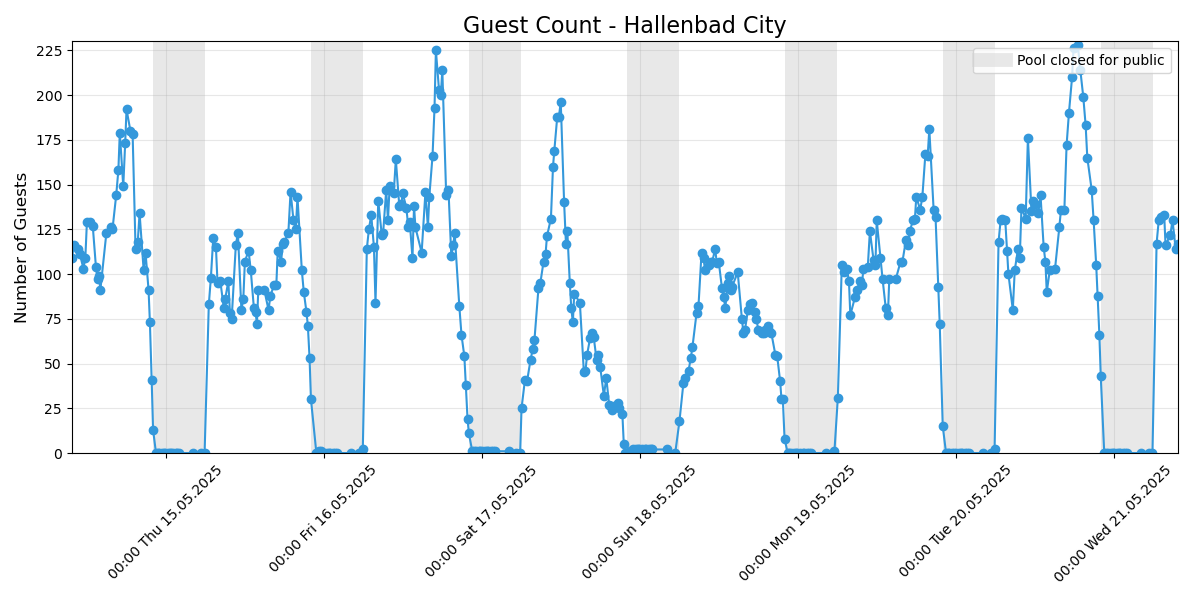 Guest Count - Hallenbad City
Pool closed for public
Number of Guests
225
200
175
150
125
100
75
50
25
0
00:00 Thu 15.05.2025
00:00 Fri 16.05.2025
00:00 Sat 17.05.2025
00:00 Sun 18.05.2025
00:00 Mon 19.05.2025
00:00 Tue 20.05.2025
00:00 Wed 21.05.2025